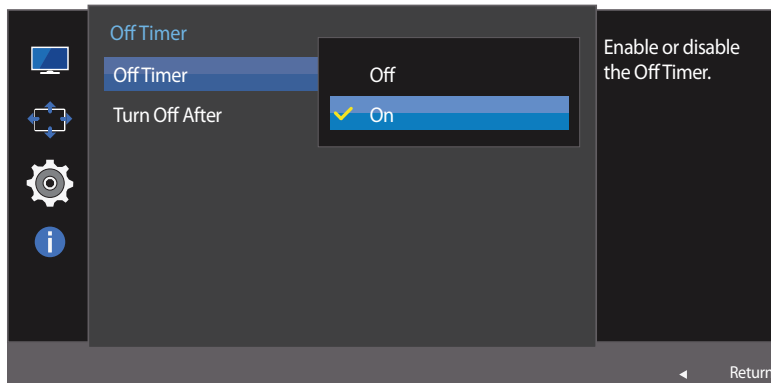 Off Timer
Off Timer
Turn Off After
Off
On
Enable or disable
the Off Timer.
i
Return